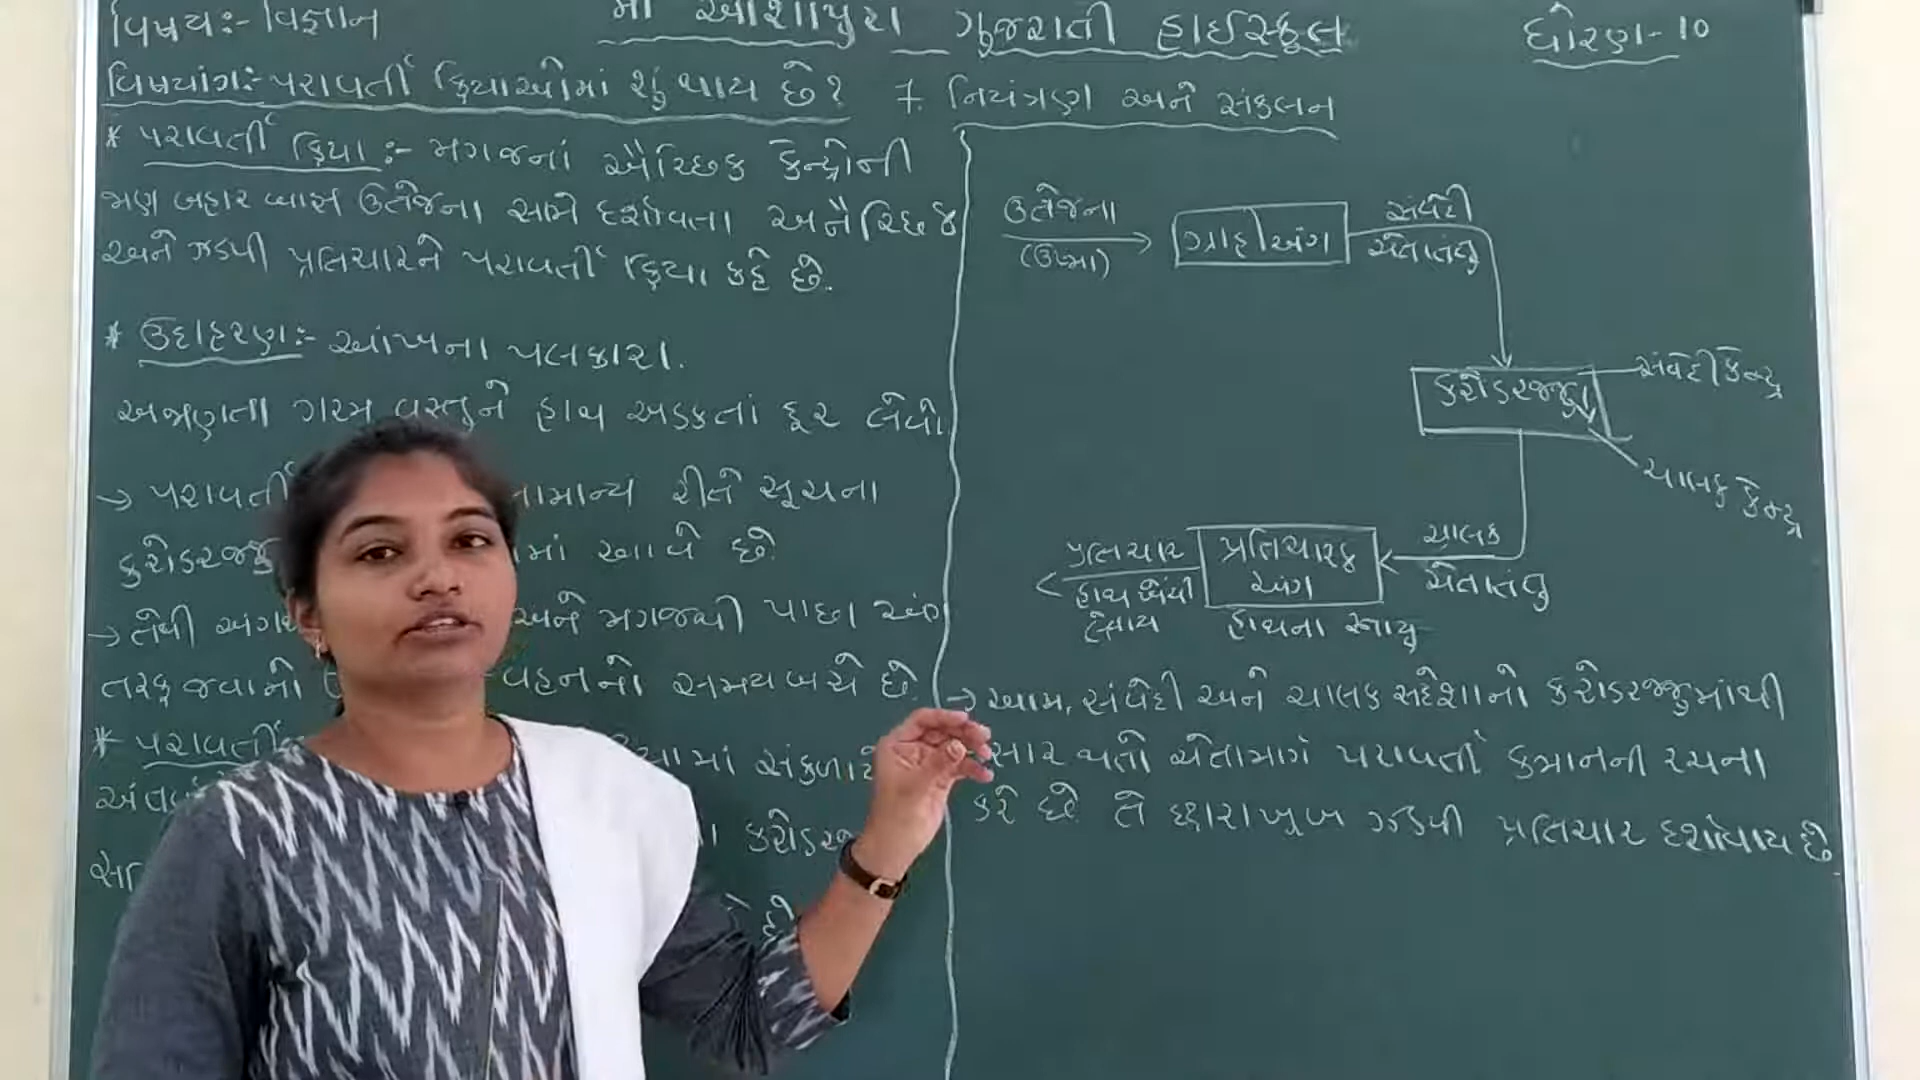 વિષય:- વિજ્ઞાન
માઁ આશાપુરા ગુજરાતી હાઈસ્કૂલ
ધોરણ- 10
વિષયાંગ:- પરાવર્તી ક્રિયાઓમાં શું થાય છે?
7. નિયંત્રણ અને સંકલન
* પરાવર્તી ક્રિયા:- મગજનાં ઐચ્છિક કેન્દ્રોની
જાણ બહાર ખાસ ઉતેજના સામે દર્શાવતા અનૈચ્છિક
અને ઝડપી પ્રતિચારને પરાવર્તી ક્રિયા કહે છે.
* ઉદાહરણ:- આંખના પલકારા.
અજાણતા ગરમ વસ્તુને હાથ અડકતાં દૂર લેવો
→ પરાવર્તી સામાન્ય રીતે સૂચના
કરોડરજ્જુ માં આવે છે.
→ તેથી અને મગજથી પાછા અંગ
તરફ જવાનો વહનનો સમય બચે છે.
* પરાવર્તી
કરોડરજ
છે
ઉતેજના
(ઉષ્મા)
ગ્રાહી અંગ
સંવેદી
ચેતાતંતુ
કરોડરજ્જુ
સંવેદી કેન્દ્ર
ચાલક કેન્દ્ર
ચાલક
ચેતાતંતુ
પ્રતિચારક
અંગ
હાથના સ્નાયુ
પ્રતિચાર
હાથ ખેંચી
લેવાય
→ આમ, સંવેદી અને ચાલક સંદેશાનો કરોડરજ્જુમાંથી
સાર થતો ચેતામાર્ગ પરાવર્તી કમાનની રચના
કરે છે. તે દ્વારા ખૂબ ઝડપી પ્રતિચાર દર્શાવાય છે.